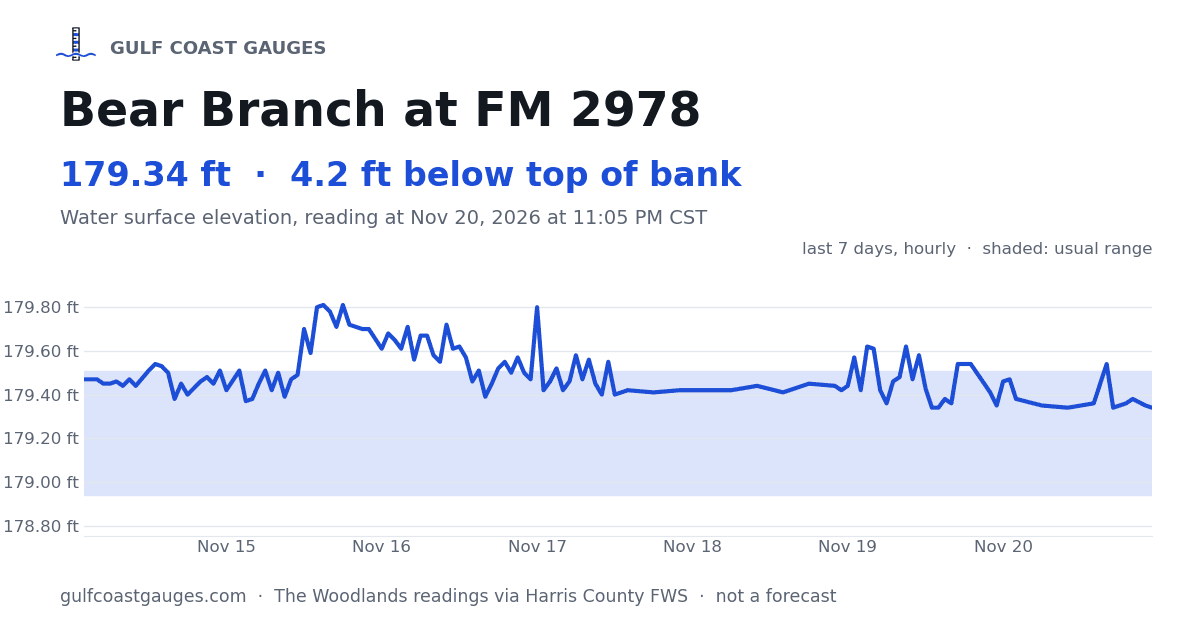 GULF COAST GAUGES
Bear Branch at FM 2978
179.34 ft · 4.2 ft below top of bank
Water surface elevation, reading at Nov 20, 2026 at 11:05 PM CST
last 7 days, hourly · shaded: usual range
179.80 ft
179.60 ft
179.40 ft
179.20 ft
179.00 ft
178.80 ft
Nov 15 Nov 16 Nov 17 Nov 18 Nov 19 Nov 20
gulfcoastgauges.com · The Woodlands readings via Harris County FWS · not a forecast